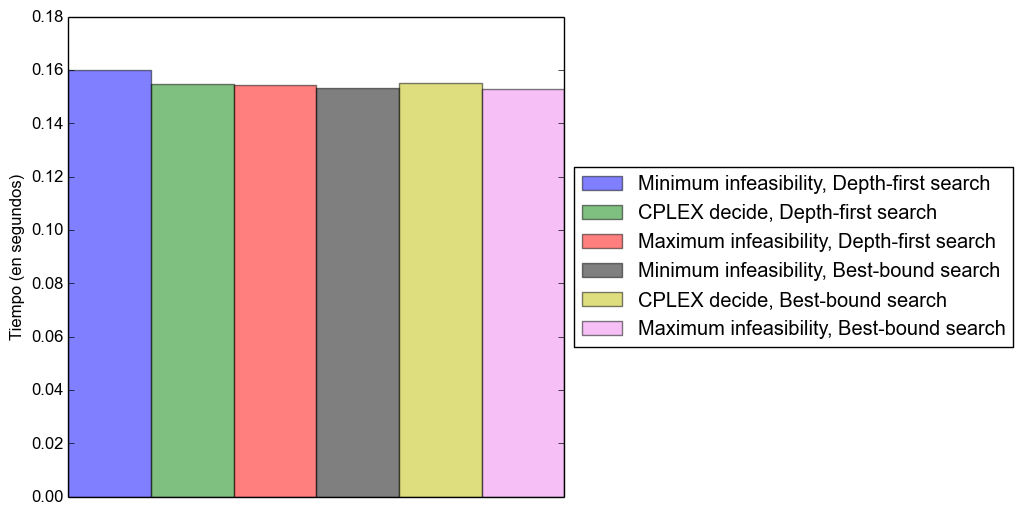 0.18
0.16
0.14
0.12
0.10
0.08
0.06
0.04
0.02
0.00
Tiempo (en segundos)
Minimum infeasibility, Depth-first search
CPLEX decide, Depth-first search
Maximum infeasibility, Depth-first search
Minimum infeasibility, Best-bound search
CPLEX decide, Best-bound search
Maximum infeasibility, Best-bound search